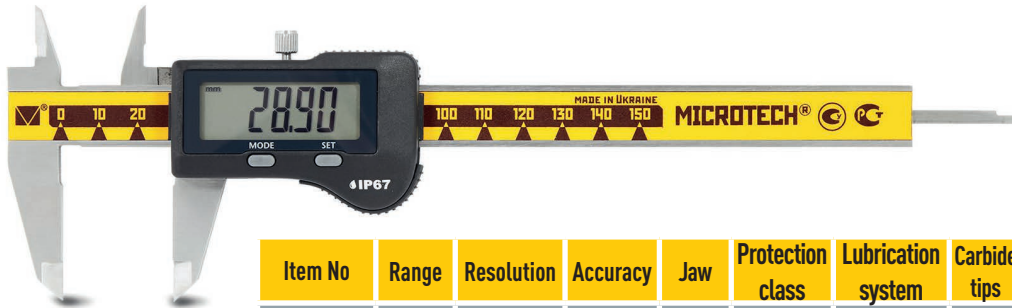 mm
28.90
MODE SET
IP67
® 0 10 20
100 110 120 130 140 150
MADE IN UKRAINE
MICROTECH®
Item No Range Resolution Accuracy Jaw Protection class Lubrication system Carbide tips